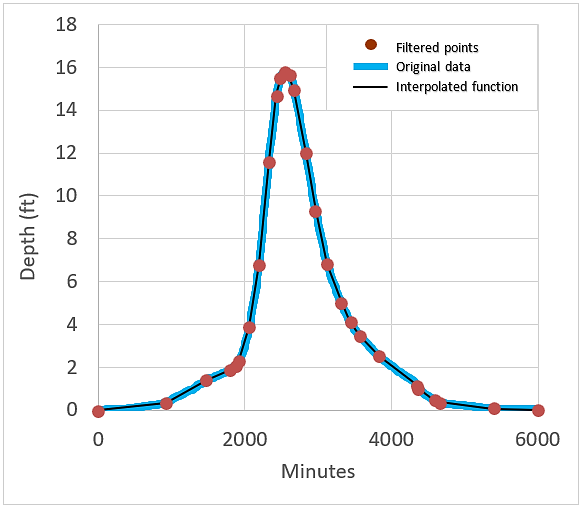 18
16
14
12
10
8
6
4
2
0
Depth (ft)
Filtered points
Original data
Interpolated function
0 2000 4000 6000
Minutes